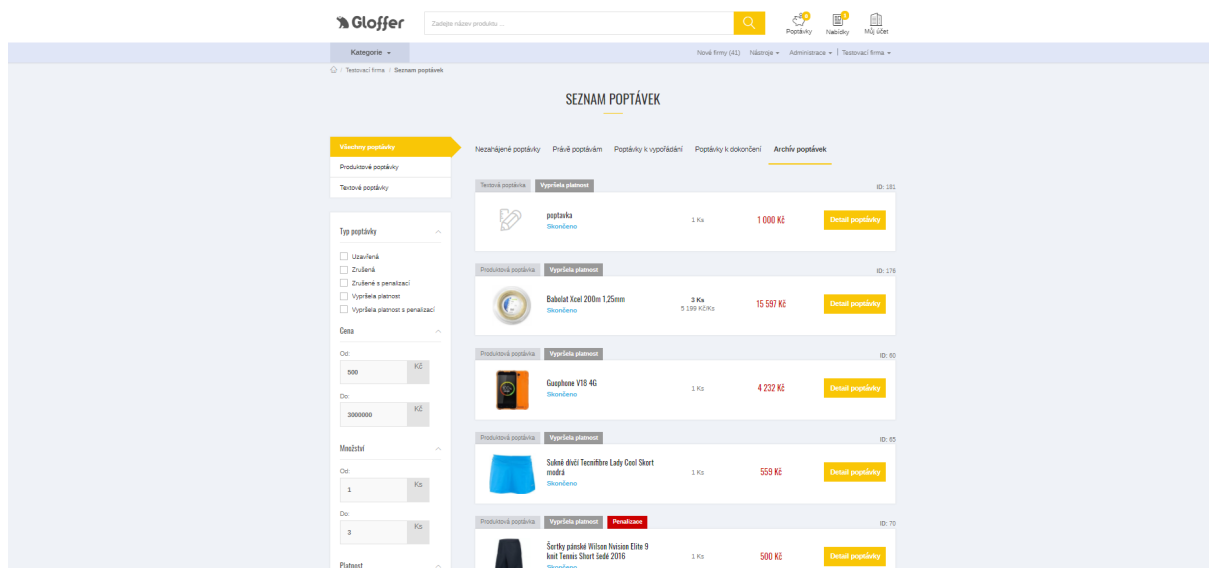 Gloffer
Zadejte název produktu ...
Poptávky
Nabídky
Můj účet
Kategorie
Nové firmy (41) Nástroje Administrace Testovací firma
/ Testovací firma / Seznam poptávek
SEZNAM POPTÁVEK
Všechny poptávky
Produktové poptávky
Textové poptávky
Nezahájené poptávky Právě poptávám Poptávky k vypořádání Poptávky k dokončení Archív poptávek
Typ poptávky
Uzavřená
Zrušená
Zrušené s penalizací
Vypršela platnost
Vypršela platnost s penalizací
Cena
Od:
500 Kč
Do:
3000000 Kč
Množství
Od:
1 Ks
Do:
3 Ks
Platnost
Textová poptávka Vypršela platnost ID: 181
poptavka
Skončeno
1 Ks
1 000 Kč
Detail poptávky
Produktová poptávka Vypršela platnost ID: 176
Babolat Xcel 200m 1,25mm
Skončeno
3 Ks
5 199 Kč/Ks
15 597 Kč
Detail poptávky
Produktová poptávka Vypršela platnost ID: 60
Guophone V18 4G
Skončeno
1 Ks
4 232 Kč
Detail poptávky
Produktová poptávka Vypršela platnost ID: 65
Sukně dívčí Tecnifibre Lady Cool Skort
modrá
Skončeno
1 Ks
559 Kč
Detail poptávky
Produktová poptávka Vypršela platnost Penalizace ID: 70
Šortky pánské Wilson Nvision Elite 9
knit Tennis Short šedé 2016
Skončeno
1 Ks
500 Kč
Detail poptávky